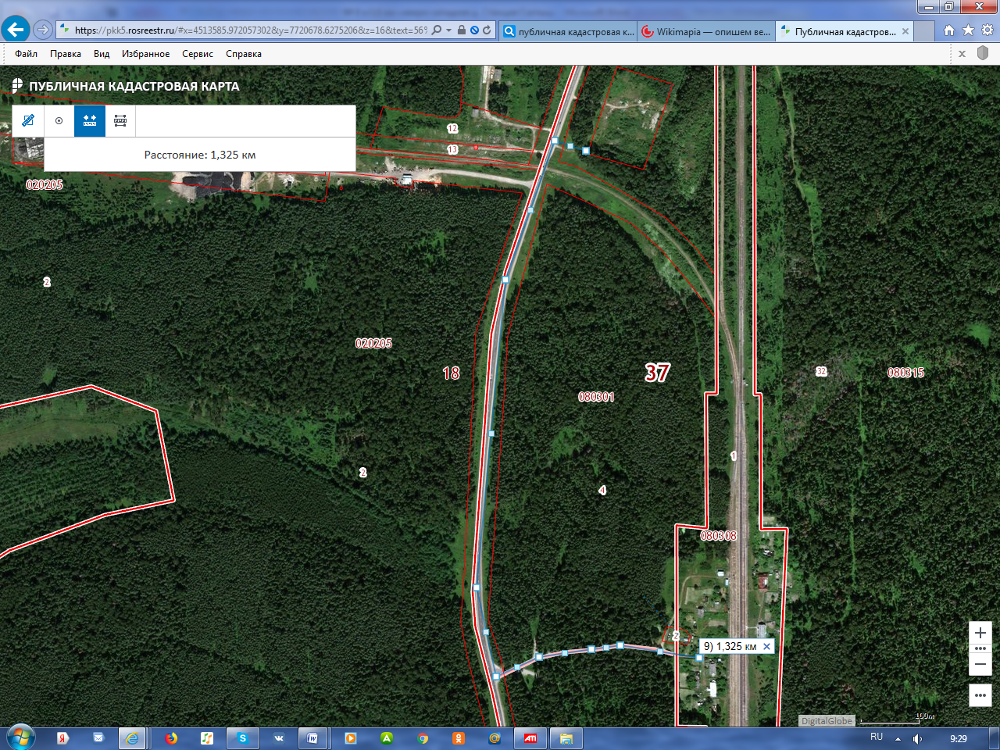 https://pkk5.rosreestr.ru/#x=4513585.972057302&y=7720678.6275206&z=16&text=56%
публичная кадастровая к...
Wikimapia — опишем ве...
Публичная кадастров...
Файл Правка Вид Избранное Сервис Справка
ПУБЛИЧНАЯ КАДАСТРОВАЯ КАРТА
Расстояние: 1,325 км
12
13
020205
2
020205
18
37
080301
32
080315
1
2
4
080308
2
9) 1,325 км
DigitalGlobe
100м
RU
9:29